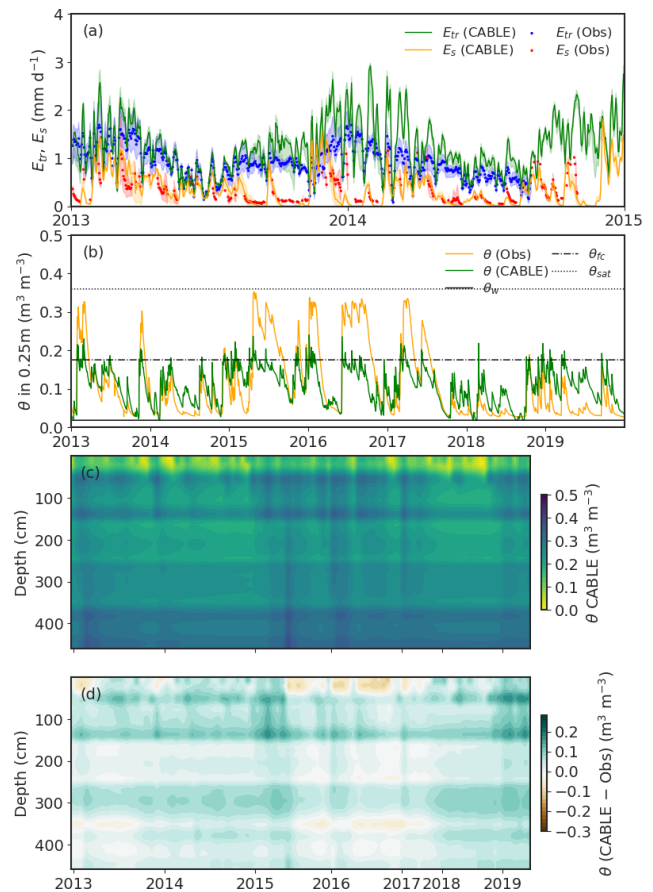 4
3
2
1
0
E_tr, E_s (mm d⁻¹)
(a)
E_tr (CABLE)
E_s (CABLE)
E_tr (Obs)
E_s (Obs)
2013 2014 2015
0.5
0.4
0.3
0.2
0.1
0.0
θ in 0.25m (m³ m⁻³)
(b)
θ (Obs)
θ (CABLE)
θ_w
θ_fc
θ_sat
2013 2014 2015 2016 2017 2018 2019
(c)
100
200
300
400
Depth (cm)
0.5
0.4
0.3
0.2
0.1
0.0
θ CABLE (m³ m⁻³)
(d)
100
200
300
400
Depth (cm)
0.2
0.1
0.0
−0.1
−0.2
−0.3
θ (CABLE − Obs) (m³ m⁻³)
2013 2014 2015 2016 2017 2018 2019